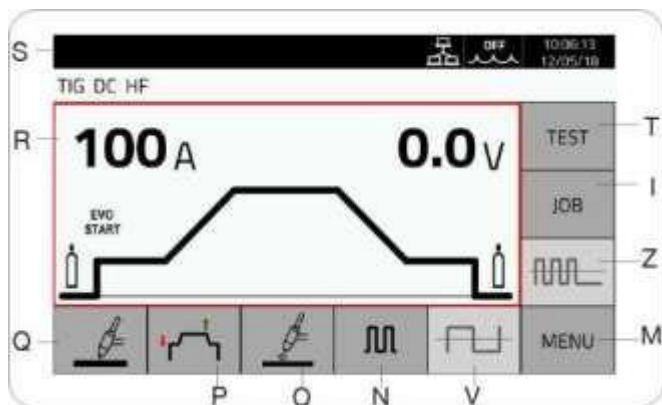 S
OFF
10:06:13
12/05/18
TIG DC HF
R
100 A
0.0 V
TEST
T
EVO
START
JOB
I
Z
Q
MENU
M
P
O
N
V